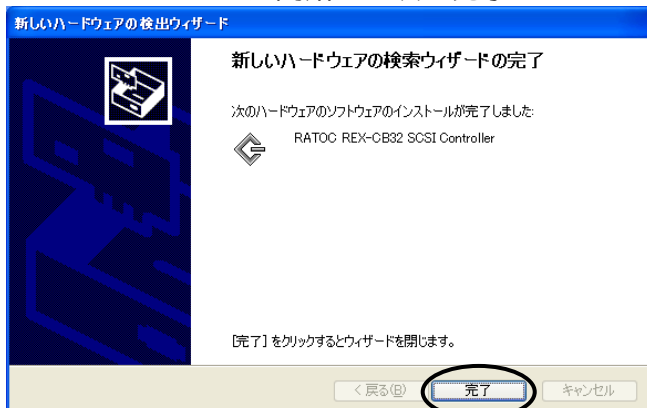 新しいハードウェアの検出ウィザード
新しいハードウェアの検索ウィザードの完了
次のハードウェアのソフトウェアのインストールが完了しました:
RATOC REX-CB32 SCSI Controller
[完了] をクリックするとウィザードを閉じます。
< 戻る(B)
完了
キャンセル